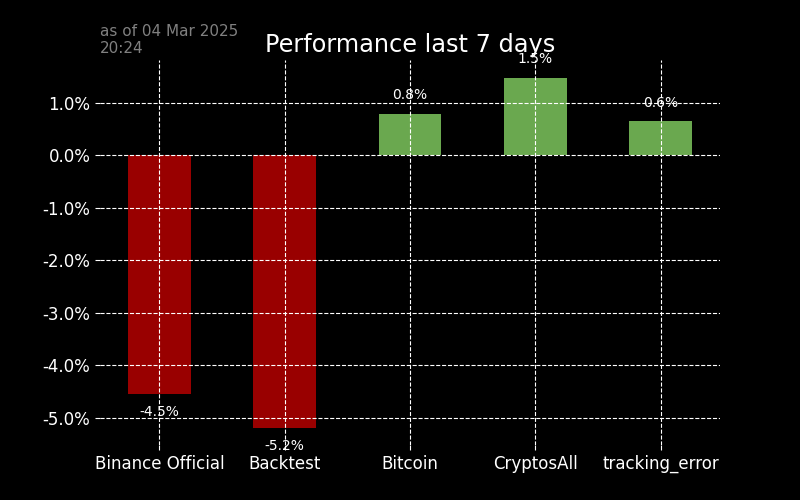 as of 04 Mar 2025
20:24
Performance last 7 days
1.5%
0.8%
0.6%
1.0%
0.0%
-1.0%
-2.0%
-3.0%
-4.0%
-5.0%
-4.5%
-5.2%
Binance Official
Backtest
Bitcoin
CryptosAll
tracking_error